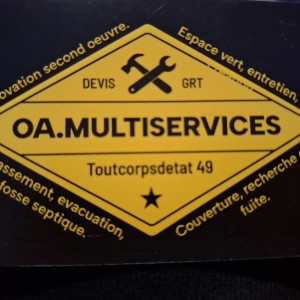 ovation second oeuvre.
Espace vert, entretien,
DEVIS GRT
OA.MULTISERVICES
Toutcorpsdetat 49
assement, evacuation,
fosse septique.
Couverture, recherche
fuite.